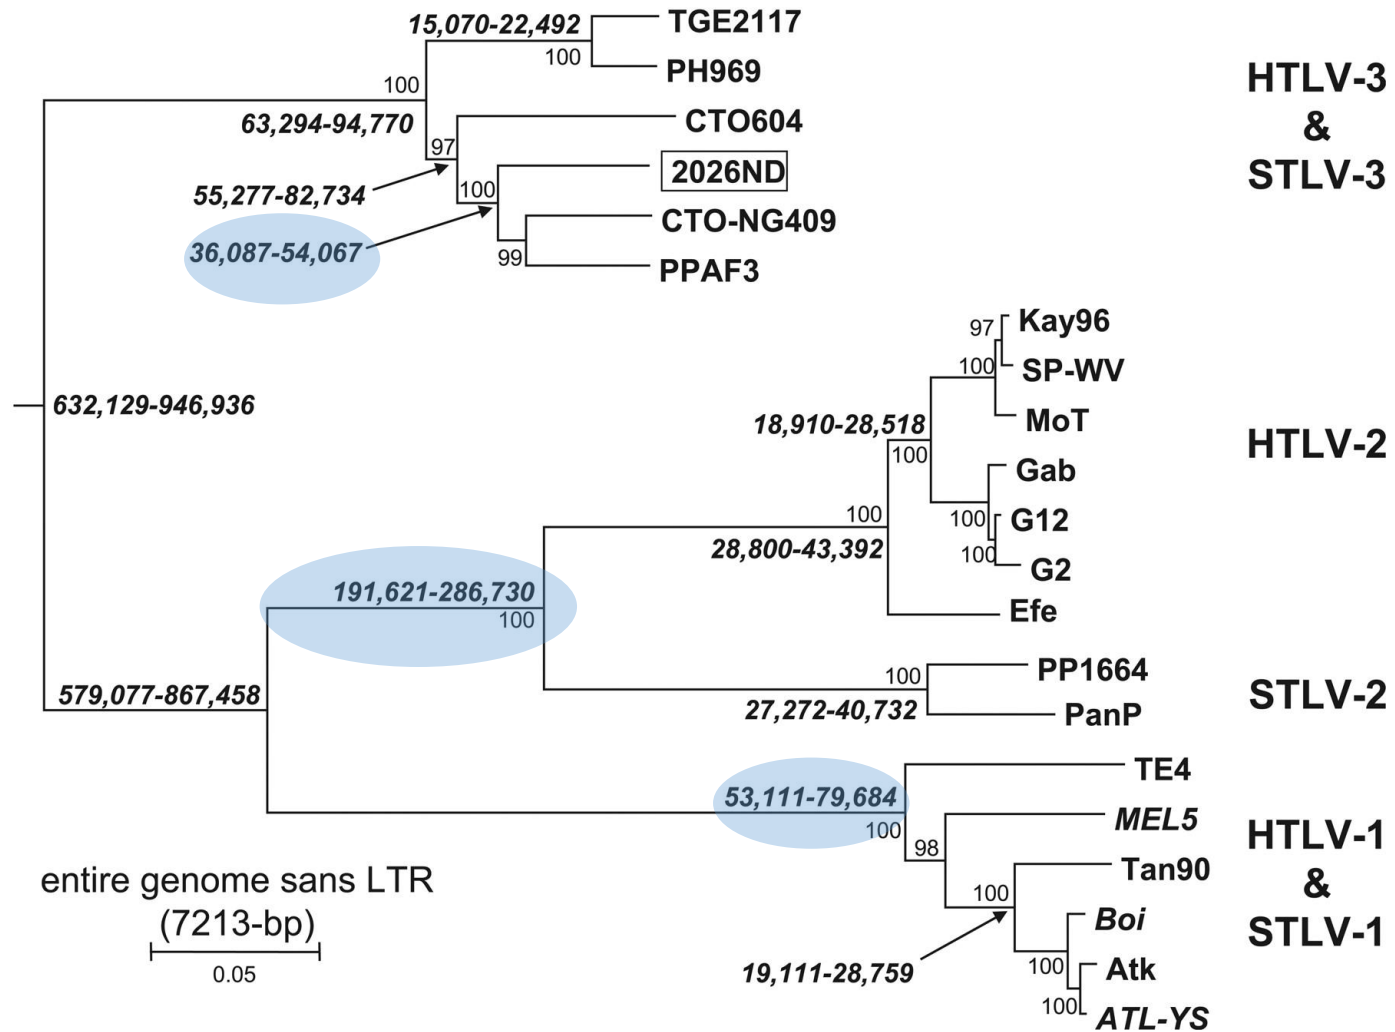 15,070-22,492
TGE2117
100
PH969
100
63,294-94,770
CTO604
97
55,277-82,734
2026ND
100
36,087-54,067
CTO-NG409
99
PPAF3
HTLV-3
&
STLV-3
632,129-946,936
97
Kay96
100
SP-WV
MoT
18,910-28,518
100
Gab
100
G12
100
G2
100
28,800-43,392
Efe
HTLV-2
191,621-286,730
100
579,077-867,458
100
PP1664
27,272-40,732
PanP
STLV-2
53,111-79,684
100
TE4
98
MEL5
100
Tan90
19,111-28,759
Boi
100
Atk
100
ATL-YS
HTLV-1
&
STLV-1
entire genome sans LTR
(7213-bp)
0.05